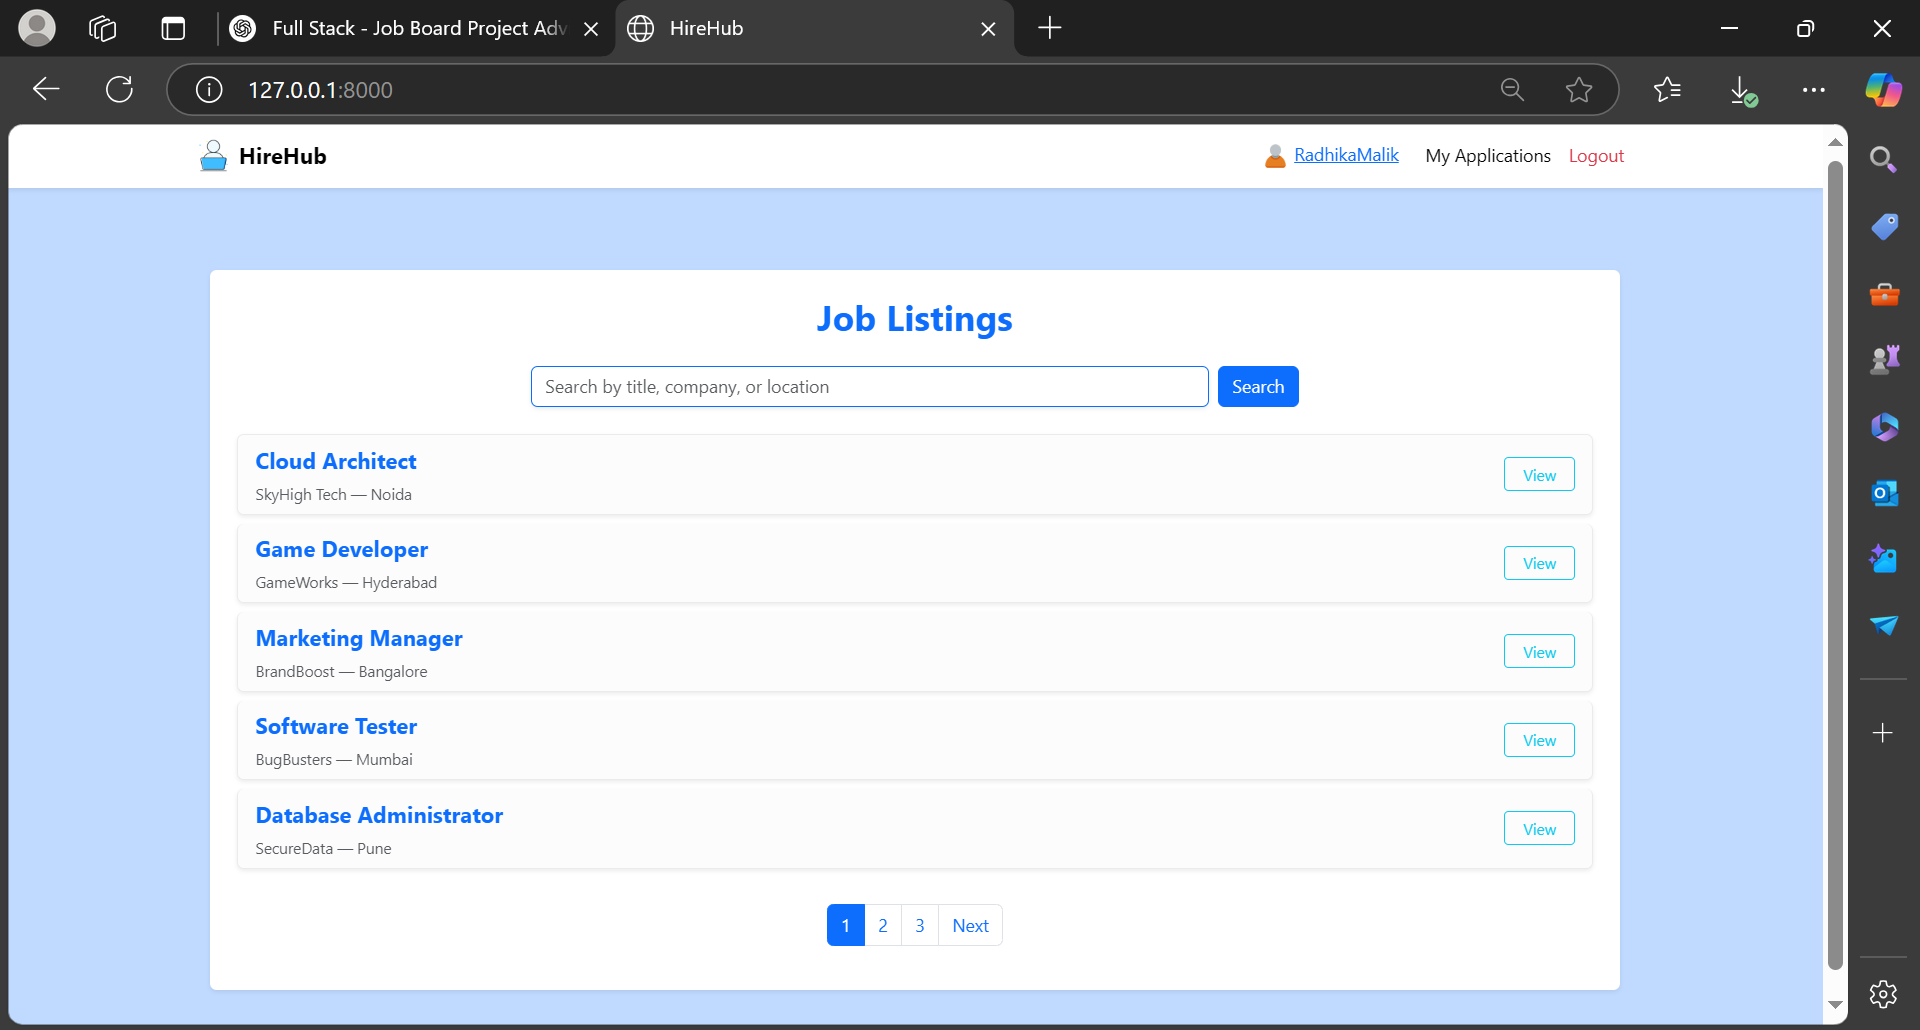 Full Stack - Job Board Project Adv
HireHub
127.0.0.1:8000
HireHub
RadhikaMalik
My Applications
Logout
Job Listings
Search by title, company, or location
Search
Cloud Architect
SkyHigh Tech — Noida
View
Game Developer
GameWorks — Hyderabad
View
Marketing Manager
BrandBoost — Bangalore
View
Software Tester
BugBusters — Mumbai
View
Database Administrator
SecureData — Pune
View
1 2 3 Next